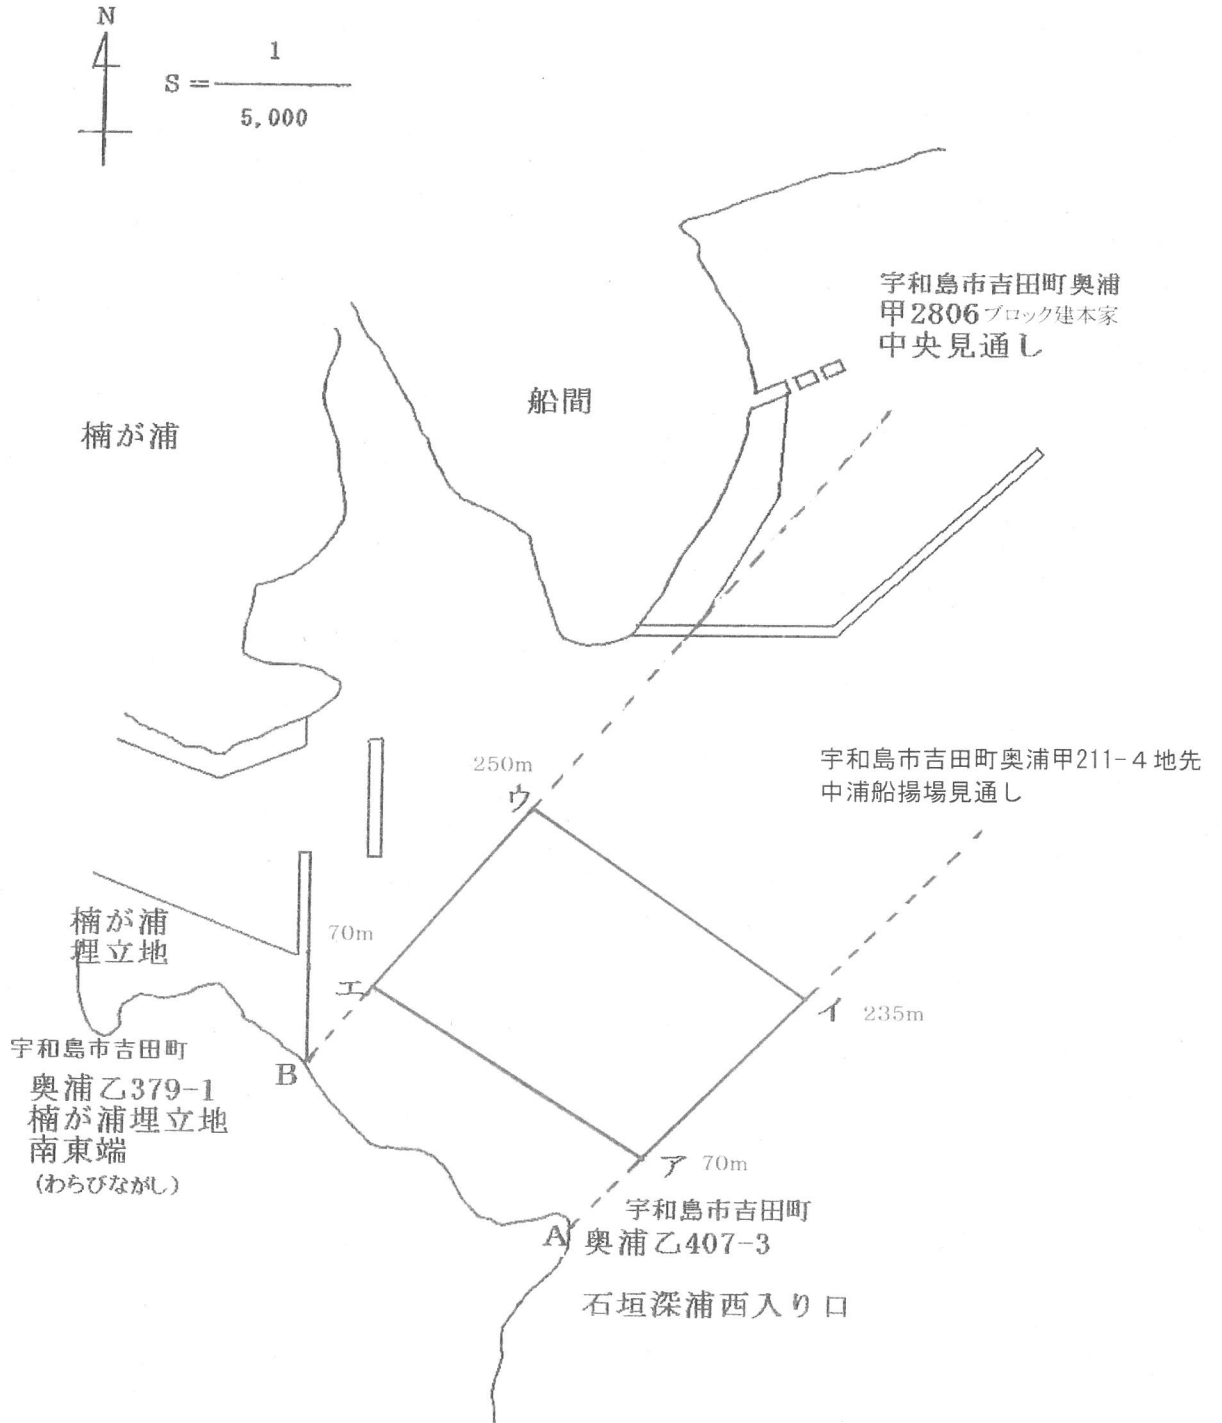 N
S = 1
5,000
宇和島市吉田町奥浦
甲2806ブロック建本家
中央見通し
船間
楠が浦
250m
ウ
宇和島市吉田町奥浦甲211-4地先
中浦船揚場見通し
楠が浦
埋立地
70m
エ
イ 235m
宇和島市吉田町
B
奥浦乙379-1
楠が浦埋立地
南東端
(わらびながし)
ア 70m
宇和島市吉田町
A 奥浦乙407-3
石垣深浦西入り口